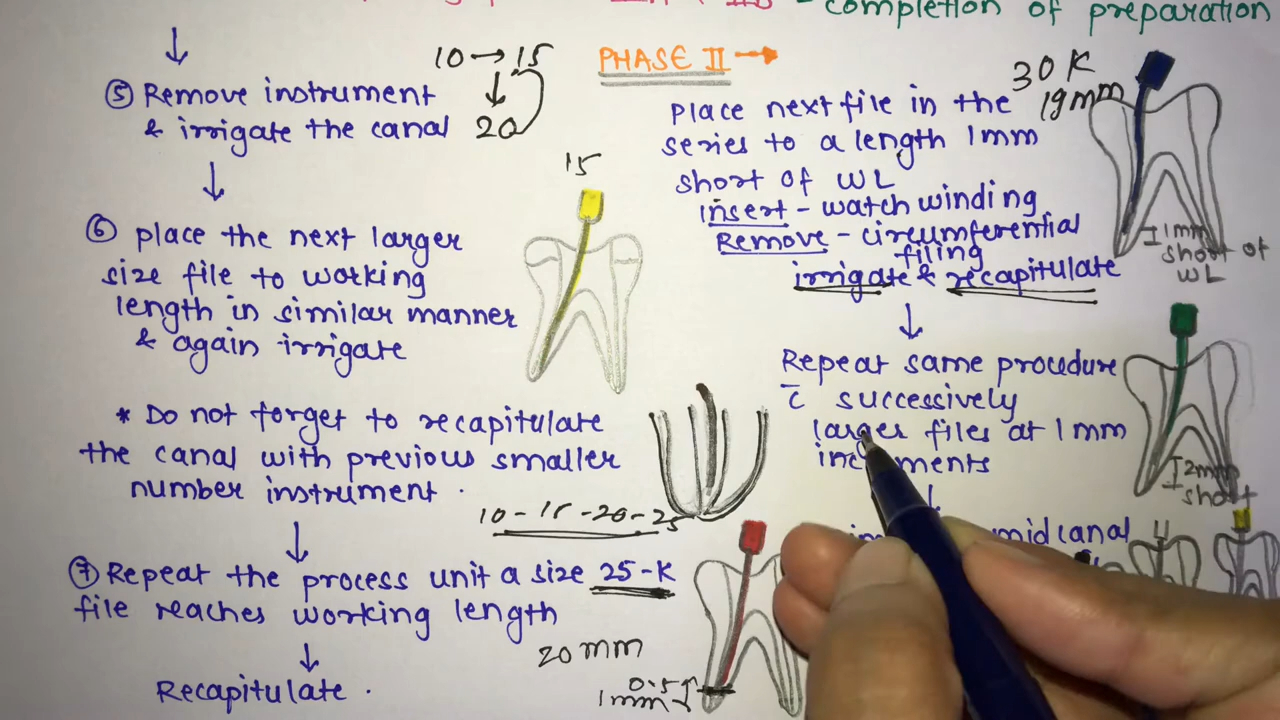 completion of preparation
⑤ Remove instrument
& irrigate the canal
10 → 15
20
⑥ place the next larger
size file to working
length in similar manner
& again irrigate
15
* Do not forget to recapitulate
the canal with previous smaller
number instrument .
10 - 15 - 20 - 25
⑦ Repeat the process unit a size 25-K
file reaches working length
20 mm
Recapitulate .
0.5
1mm
PHASE II →
30 K
19mm
place next file in the
series to a length 1mm
short of WL
insert - watch winding
Remove - circumferential
filing
irrigate & recapitulate
1mm
short of
WL
Repeat same procedure
c̄ successively
larger files at 1mm
2mm
short
midcanal